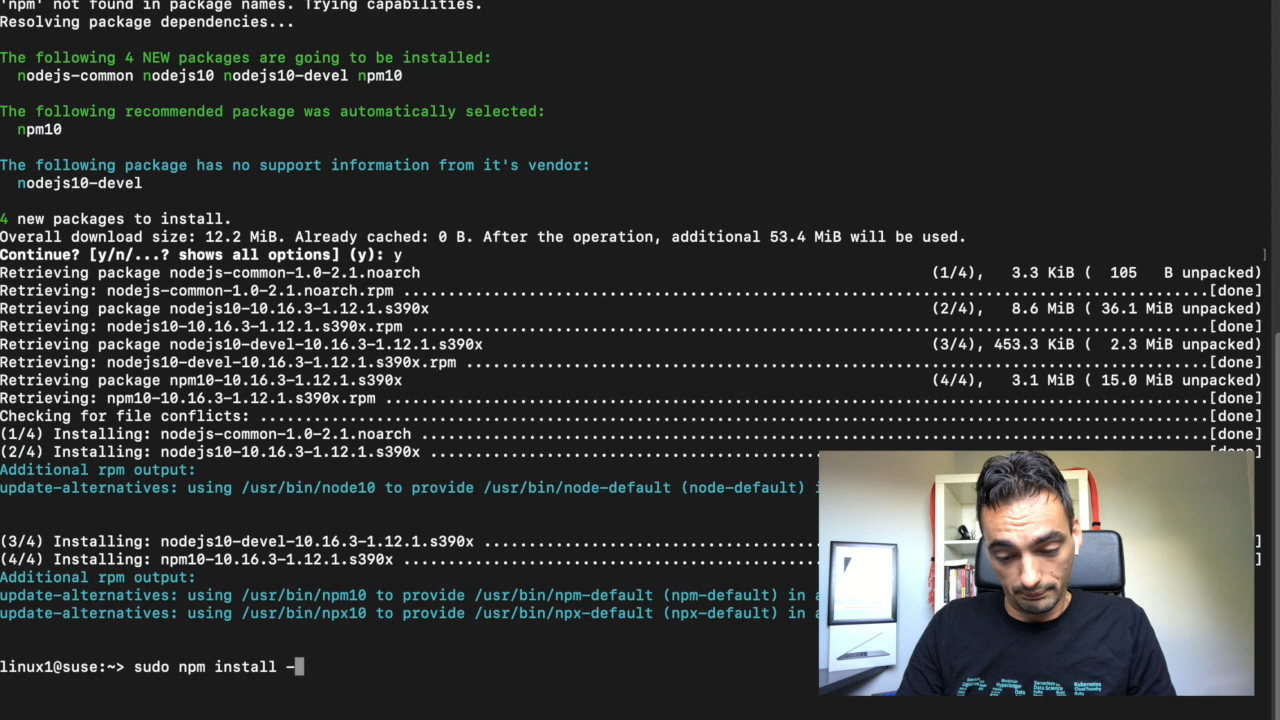 'npm' not found in package names. Trying capabilities.
Resolving package dependencies...
The following 4 NEW packages are going to be installed:
nodejs-common nodejs10 nodejs10-devel npm10
The following recommended package was automatically selected:
npm10
The following package has no support information from it's vendor:
nodejs10-devel
4 new packages to install.
Overall download size: 12.2 MiB. Already cached: 0 B. After the operation, additional 53.4 MiB will be used.
Continue? [y/n/...? shows all options] (y): y
Retrieving package nodejs-common-1.0-2.1.noarch (1/4), 3.3 KiB ( 105 B unpacked)
Retrieving: nodejs-common-1.0-2.1.noarch.rpm ..........................................................................................[done]
Retrieving package nodejs10-10.16.3-1.12.1.s390x (2/4), 8.6 MiB ( 36.1 MiB unpacked)
Retrieving: nodejs10-10.16.3-1.12.1.s390x.rpm .........................................................................................[done]
Retrieving package nodejs10-devel-10.16.3-1.12.1.s390x (3/4), 453.3 KiB ( 2.3 MiB unpacked)
Retrieving: nodejs10-devel-10.16.3-1.12.1.s390x.rpm ...................................................................................[done]
Retrieving package npm10-10.16.3-1.12.1.s390x (4/4), 3.1 MiB ( 15.0 MiB unpacked)
Retrieving: npm10-10.16.3-1.12.1.s390x.rpm ............................................................................................[done]
Checking for file conflicts: ..........................................................................................................[done]
(1/4) Installing: nodejs-common-1.0-2.1.noarch ........................................................................................[done]
(2/4) Installing: nodejs10-10.16.3-1.12.1.s390x .......................................................................................[done]
Additional rpm output:
update-alternatives: using /usr/bin/node10 to provide /usr/bin/node-default (node-default) i
(3/4) Installing: nodejs10-devel-10.16.3-1.12.1.s390x .....................................]
(4/4) Installing: npm10-10.16.3-1.12.1.s390x ..............................................]
Additional rpm output:
update-alternatives: using /usr/bin/npm10 to provide /usr/bin/npm-default (npm-default) in a
update-alternatives: using /usr/bin/npx10 to provide /usr/bin/npx-default (npx-default) in a
linux1@suse:~> sudo npm install -
Blockchain
Hyperledger
Data
Serverless
Data Science
Kubernetes
Cloud Foundry